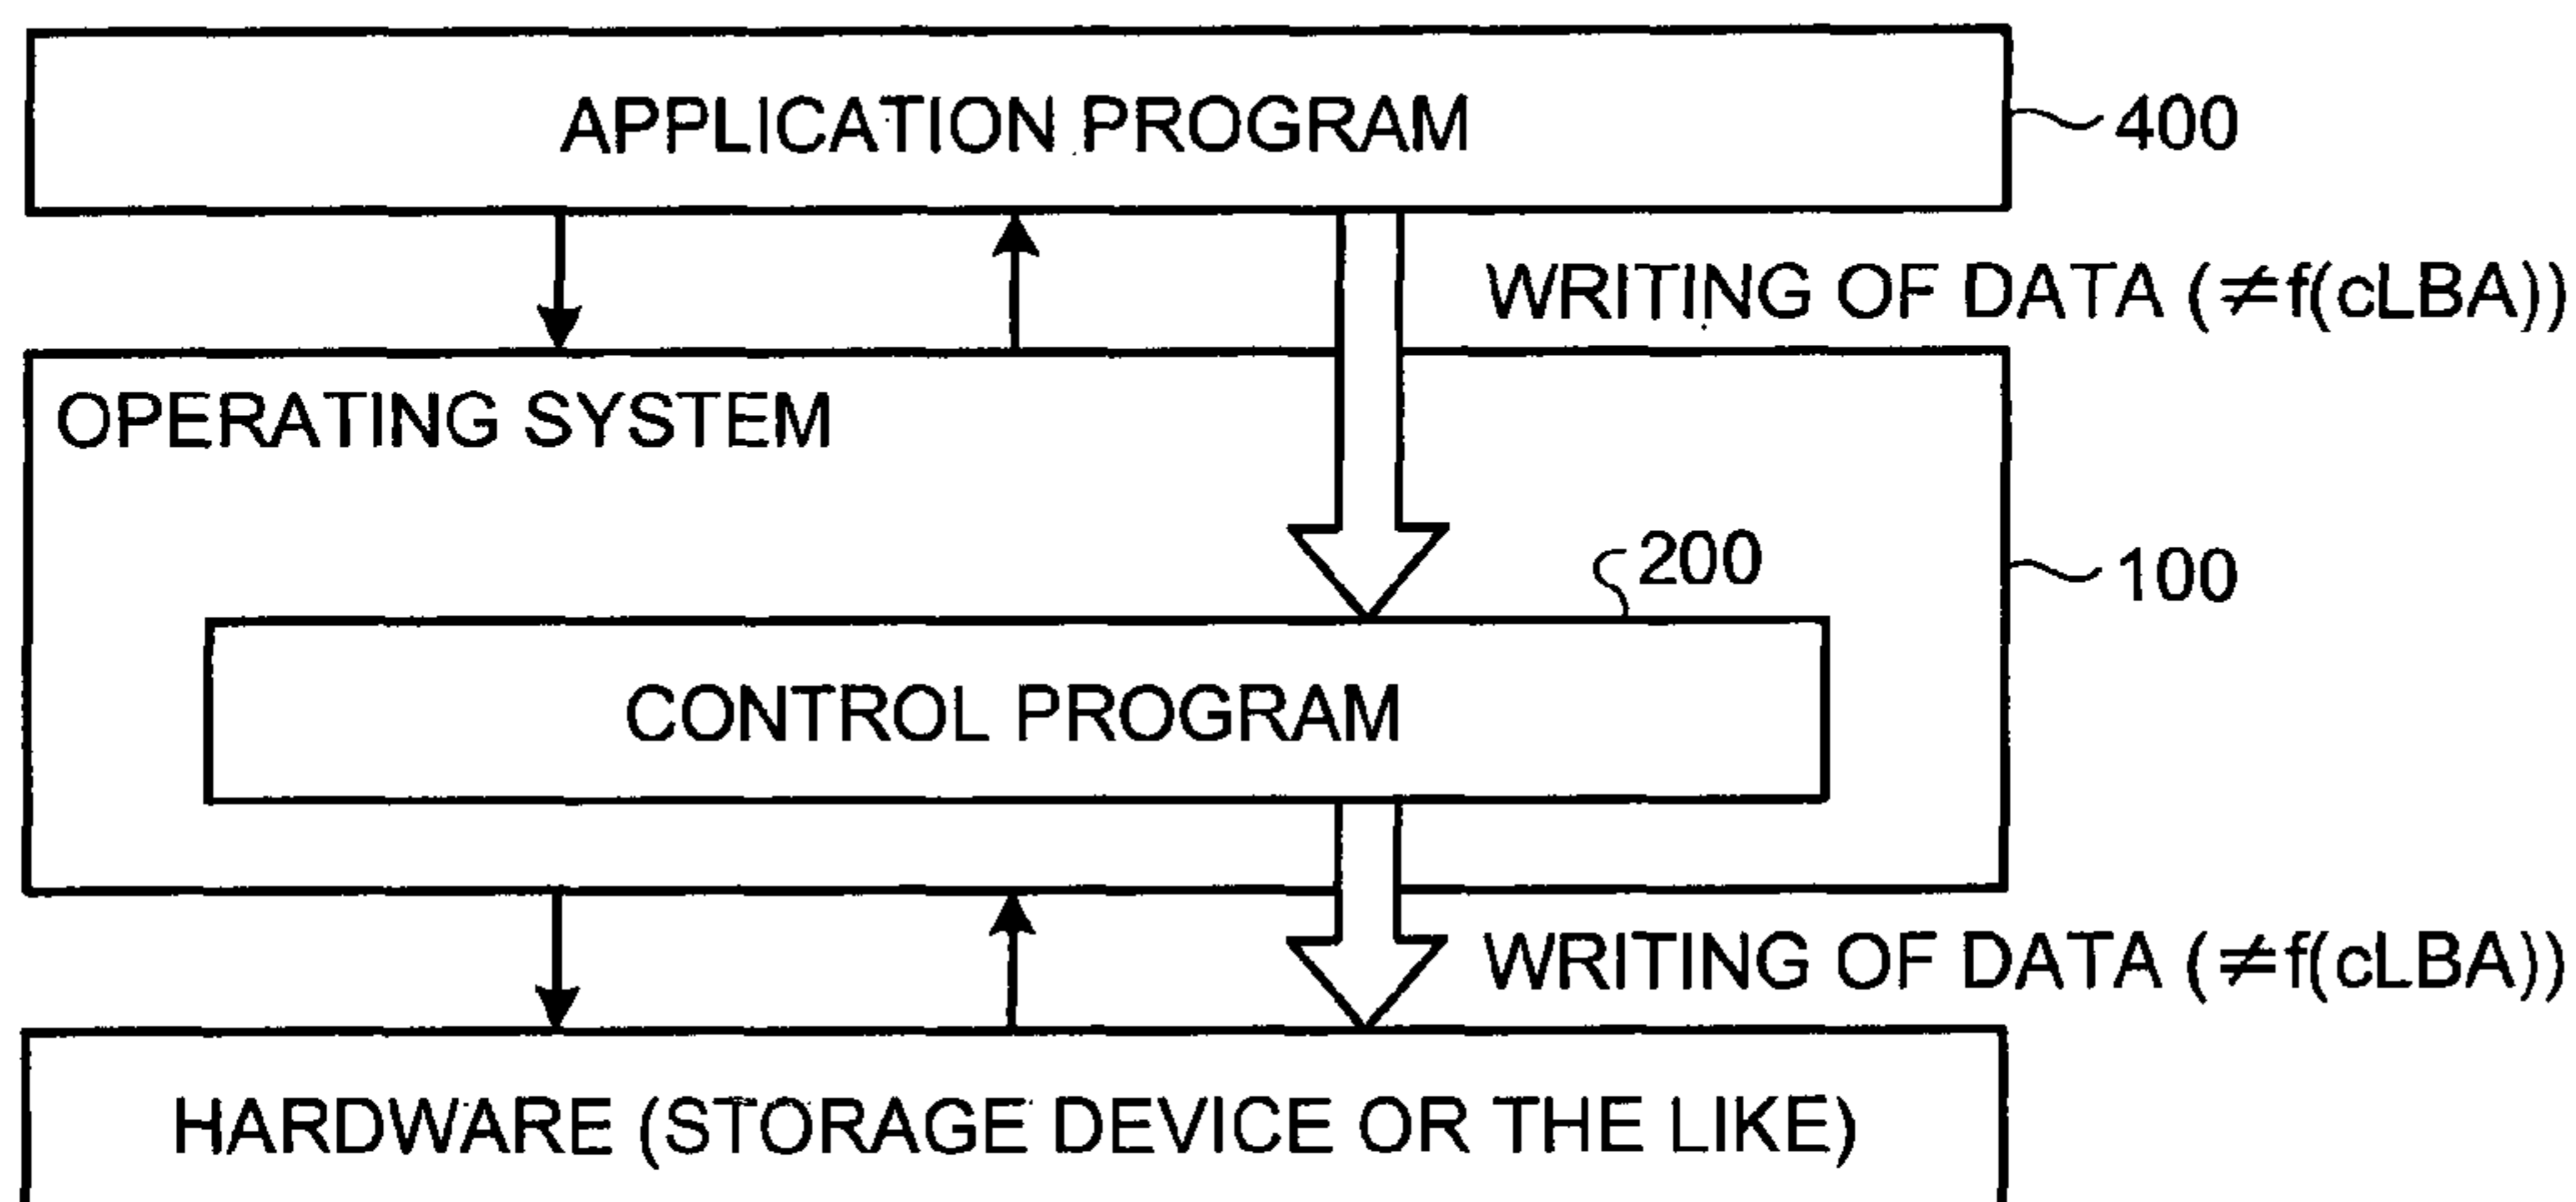 APPLICATION PROGRAM
400
WRITING OF DATA (≠f(cLBA))
OPERATING SYSTEM
200
100
CONTROL PROGRAM
WRITING OF DATA (≠f(cLBA))
HARDWARE (STORAGE DEVICE OR THE LIKE)